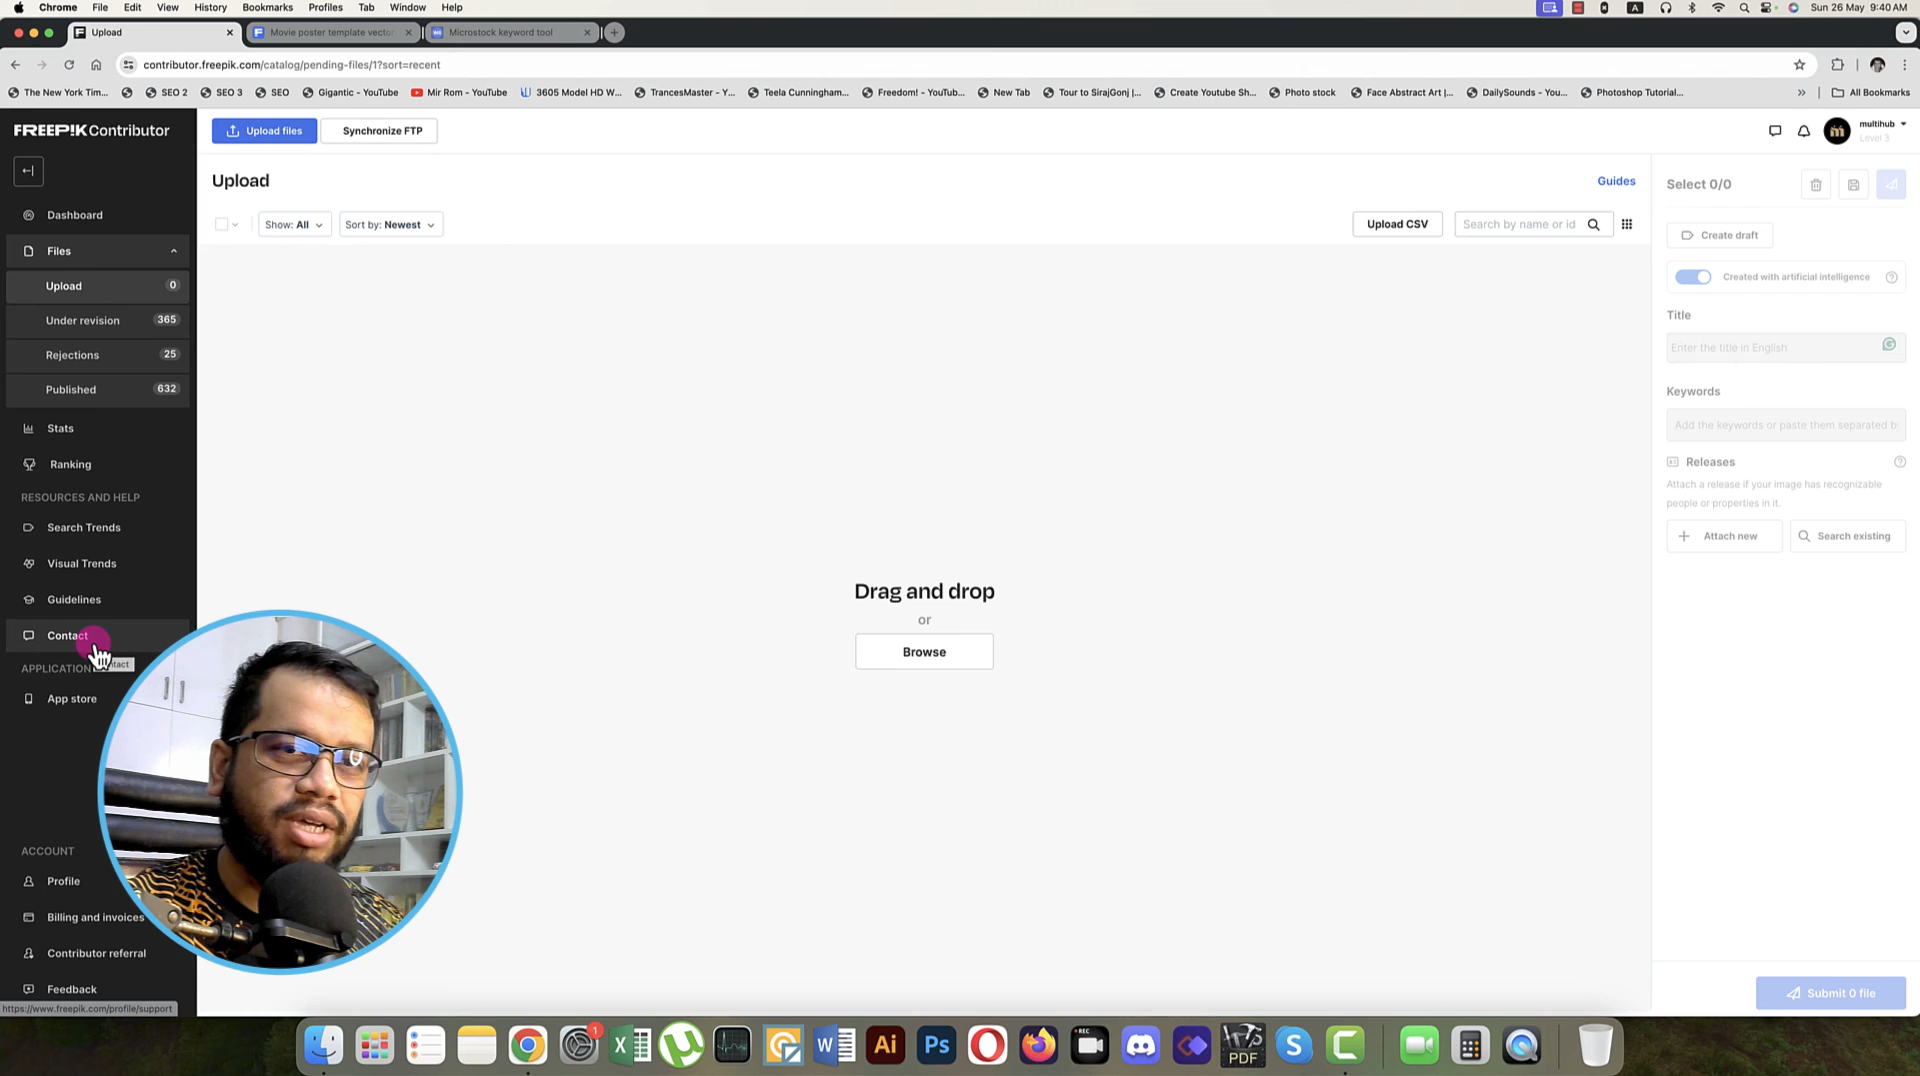 Chrome File Edit View History Bookmarks Profiles Tab Window Help
A Sun 26 May 9:40 AM
Upload
Movie poster template vecto
Microstock keyword tool
contributor.freepik.com/catalog/pending-files/1?sort=recent
The New York Tim... SEO 2 SEO 3 SEO Gigantic - YouTube Mir Rom - YouTube 3605 Model HD W... TrancesMaster - Y... Teela Cunningham... Freedom! - YouTub... New Tab Tour to SirajGonj |... Create Youtube Sh... Photo stock Face Abstract Art |... DailySounds - You... Photoshop Tutorial... » All Bookmarks
FREEPIK Contributor
Upload files
Synchronize FTP
multihub
Level 3
Upload
Guides
Show: All
Sort by: Newest
Upload CSV
Search by name or id
Select 0/0
Create draft
Created with artificial intelligence
Title
Enter the title in English
Keywords
Add the keywords or paste them separated b
Releases
Attach a release if your image has recognizable
people or properties in it.
Attach new
Search existing
Submit 0 file
Dashboard
Files
Upload 0
Under revision 365
Rejections 25
Published 632
Stats
Ranking
RESOURCES AND HELP
Search Trends
Visual Trends
Guidelines
Contact
APPLICATION
App store
ACCOUNT
Profile
Billing and invoices
Contributor referral
Feedback
https://www.freepik.com/profile/support
Drag and drop
or
Browse
1
Ai
Ps
REC
PDF